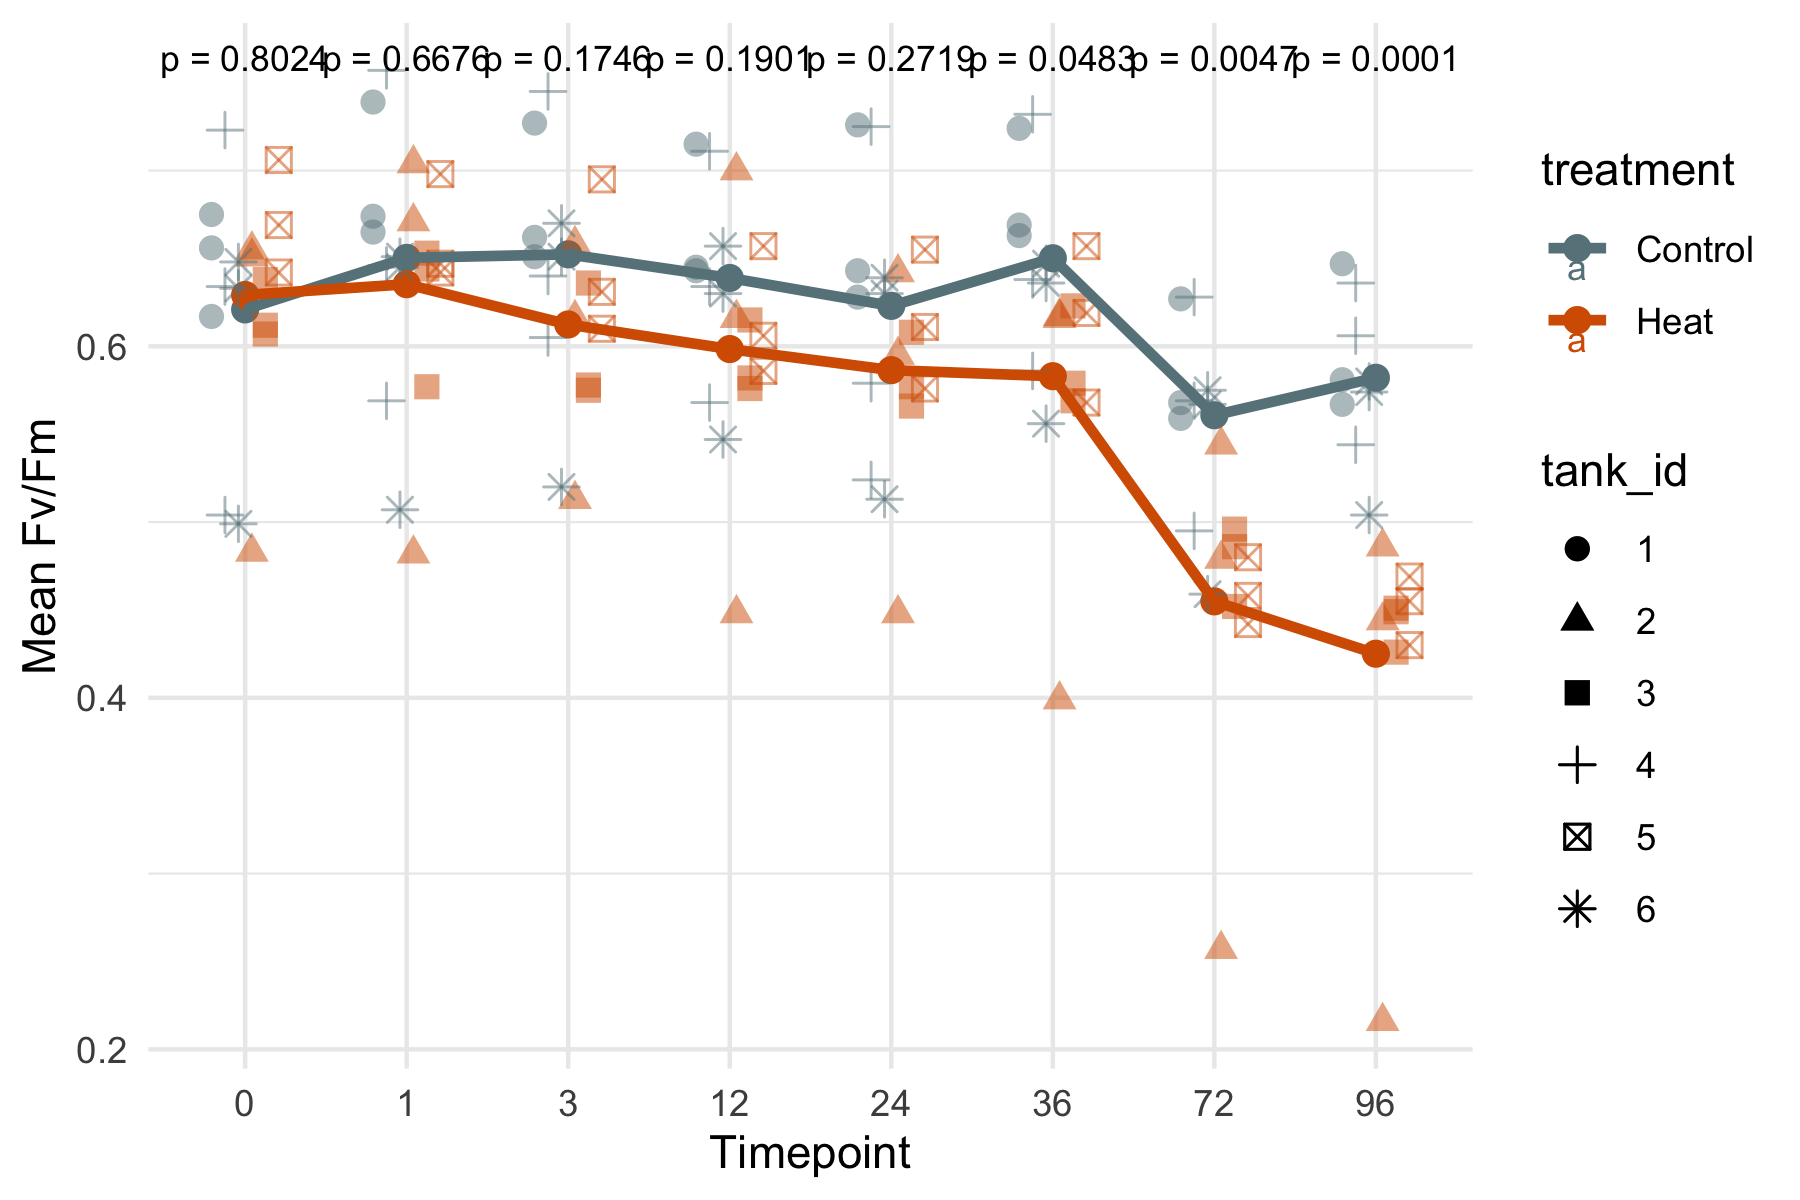 p = 0.8024 p = 0.6676 p = 0.1746 p = 0.1901 p = 0.2719 p = 0.0483 p = 0.0047 p = 0.0001
treatment
a Control
a Heat
tank_id
1
2
3
4
5
6
Mean Fv/Fm
0.6
0.4
0.2
0 1 3 12 24 36 72 96
Timepoint